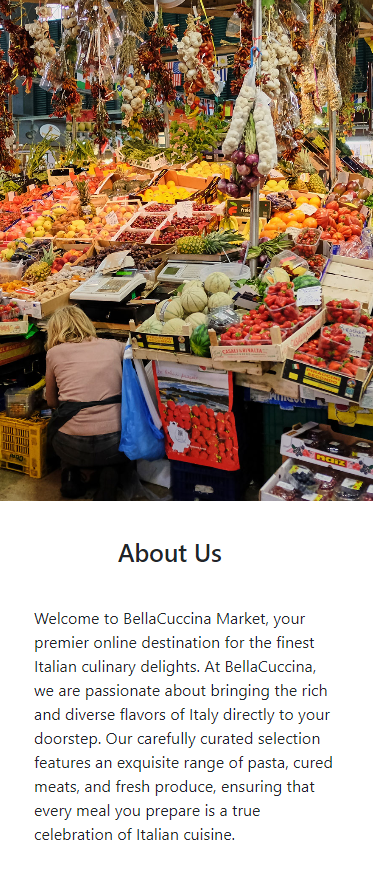 MAIZ
About Us
Welcome to BellaCuccina Market, your
premier online destination for the finest
Italian culinary delights. At BellaCuccina,
we are passionate about bringing the rich
and diverse flavors of Italy directly to your
doorstep. Our carefully curated selection
features an exquisite range of pasta, cured
meats, and fresh produce, ensuring that
every meal you prepare is a true
celebration of Italian cuisine.